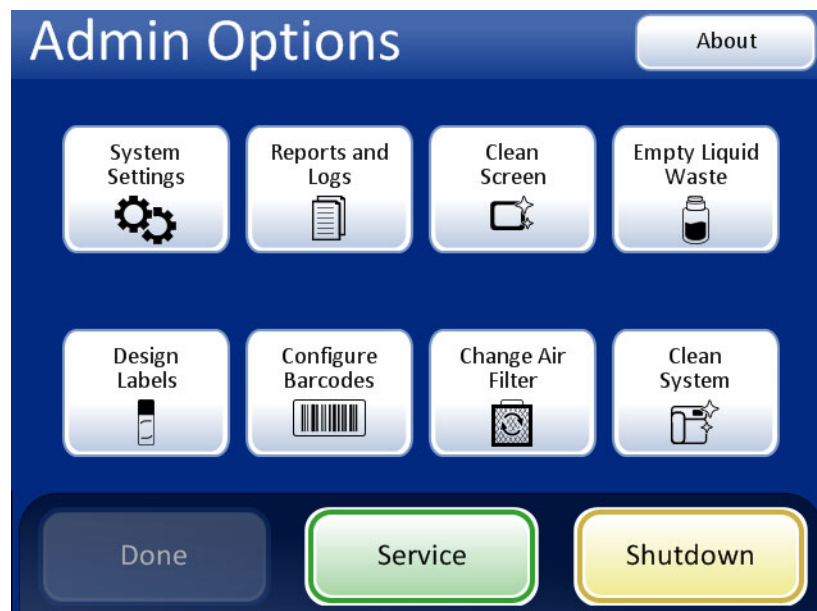 Admin Options
About
System
Settings
Reports and
Logs
Clean
Screen
Empty Liquid
Waste
Design
Labels
Configure
Barcodes
Change Air
Filter
Clean
System
Done
Service
Shutdown